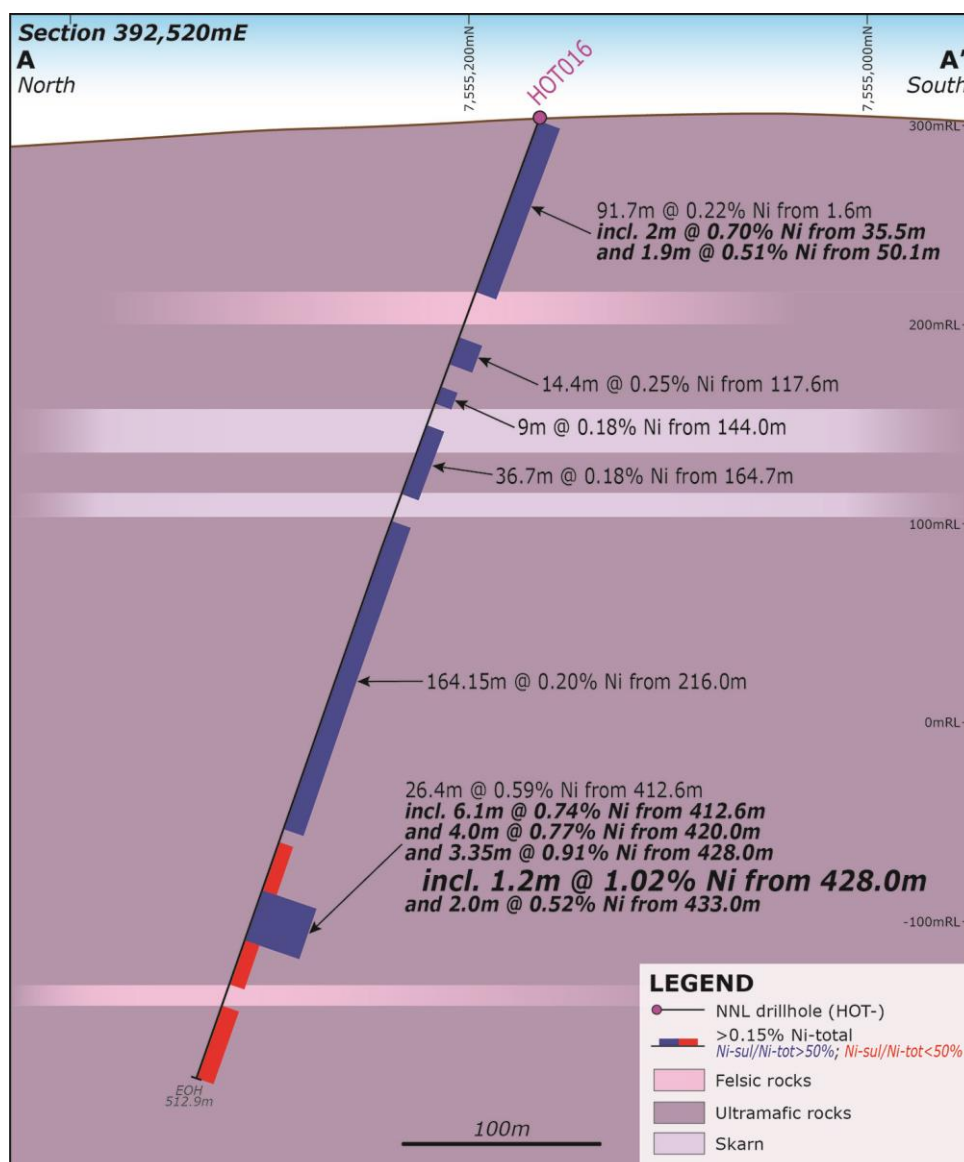 Section 392,520mE
A
North
7,555,200mN
HOT016
7,555,000mN
A'
South
300mRL
91.7m @ 0.22% Ni from 1.6m
incl. 2m @ 0.70% Ni from 35.5m
and 1.9m @ 0.51% Ni from 50.1m
200mRL
14.4m @ 0.25% Ni from 117.6m
9m @ 0.18% Ni from 144.0m
36.7m @ 0.18% Ni from 164.7m
100mRL
164.15m @ 0.20% Ni from 216.0m
0mRL
26.4m @ 0.59% Ni from 412.6m
incl. 6.1m @ 0.74% Ni from 412.6m
and 4.0m @ 0.77% Ni from 420.0m
and 3.35m @ 0.91% Ni from 428.0m
incl. 1.2m @ 1.02% Ni from 428.0m
and 2.0m @ 0.52% Ni from 433.0m
-100mRL
EOH
512.9m
100m
LEGEND
NNL drillhole (HOT-)
>0.15% Ni-total
Ni-sul/Ni-tot>50%; Ni-sul/Ni-tot<50%
Felsic rocks
Ultramafic rocks
Skarn